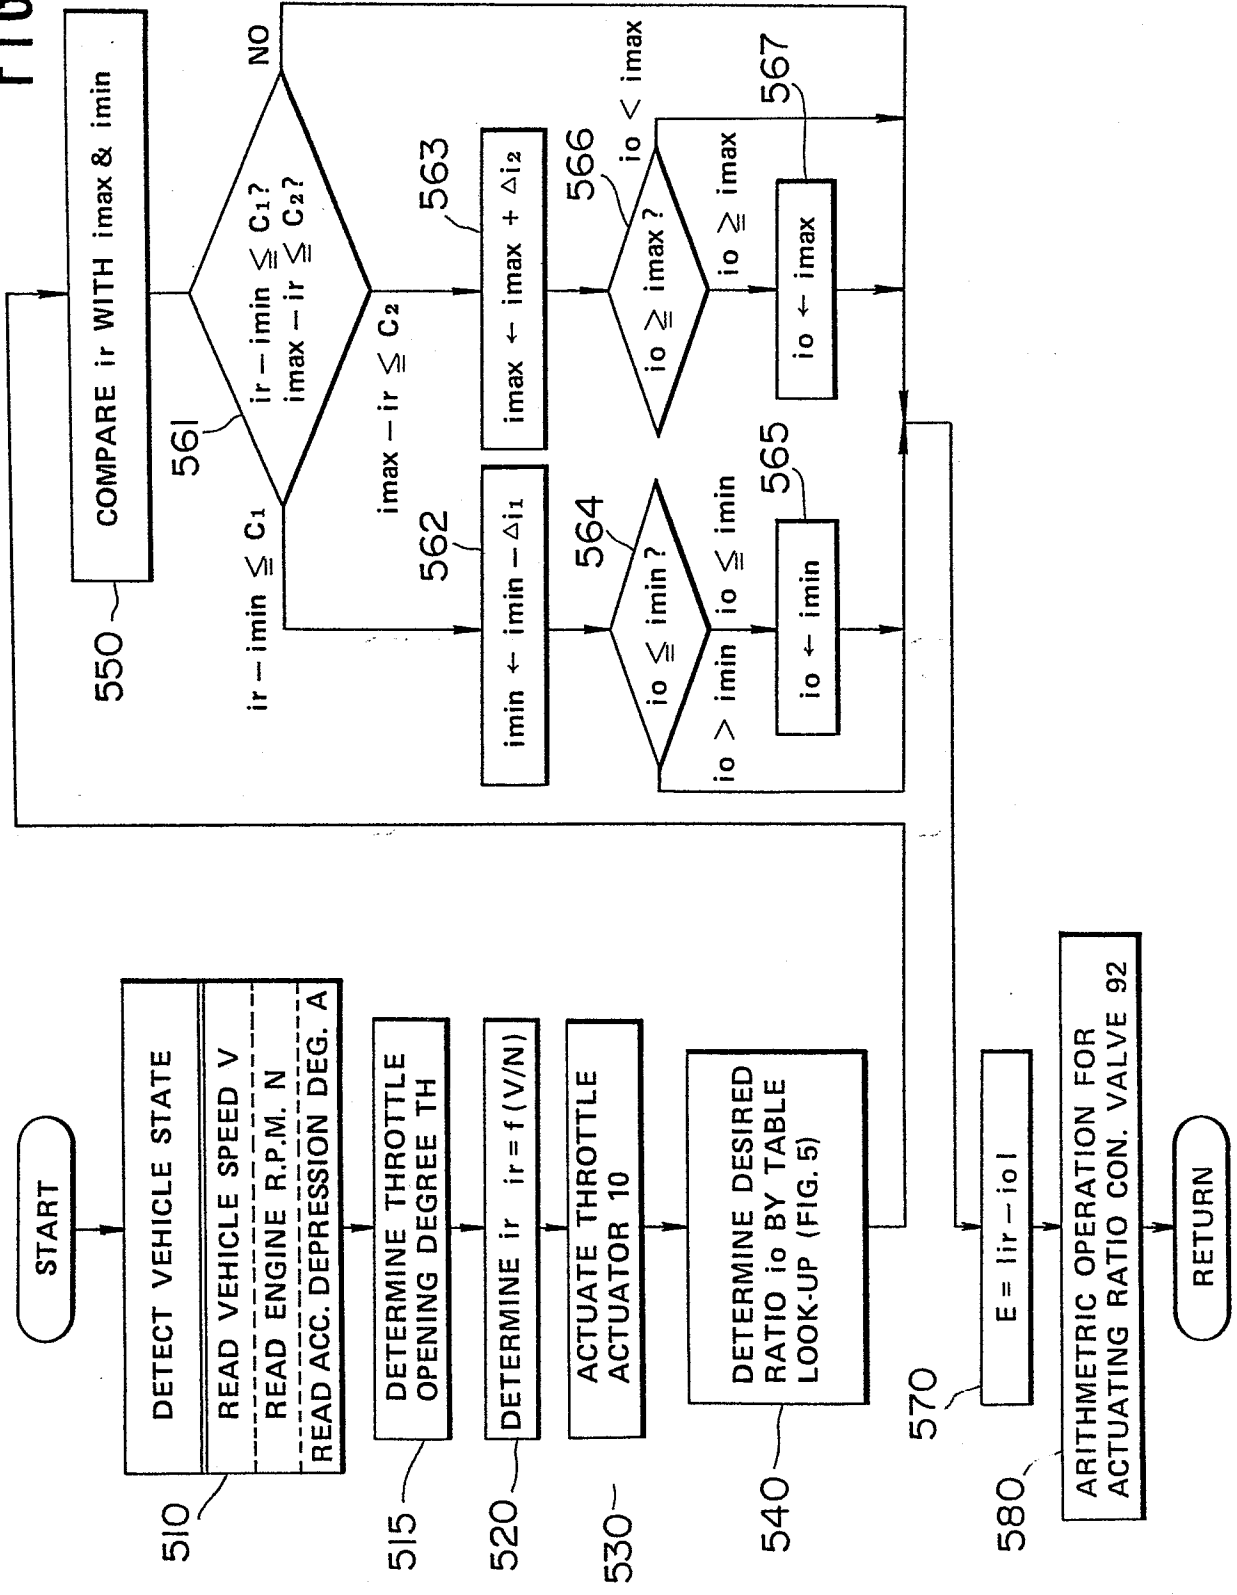 FIG
START
DETECT VEHICLE STATE
READ VEHICLE SPEED V
READ ENGINE R.P.M. N
READ ACC. DEPRESSION DEG. A
510
DETERMINE THROTTLE
OPENING DEGREE TH
515
DETERMINE ir ir = f (V/N)
520
ACTUATE THROTTLE
ACTUATOR 10
530
DETERMINE DESIRED
RATIO io BY TABLE
LOOK-UP (FIG. 5)
540
COMPARE ir WITH imax & imin
550
ir – imin ≦ C1?
imax – ir ≦ C2?
561
NO
ir – imin ≦ C1
imax – ir ≦ C2
imin ← imin – Δi1
562
imax ← imax + Δi2
563
io ≦ imin ?
564
io > imin
io ≦ imin
io ← imin
565
io ≧ imax ?
566
io < imax
io ≧ imax
io ← imax
567
E = |ir – io|
570
ARITHMETRIC OPERATION FOR
ACTUATING RATIO CON. VALVE 92
580
RETURN